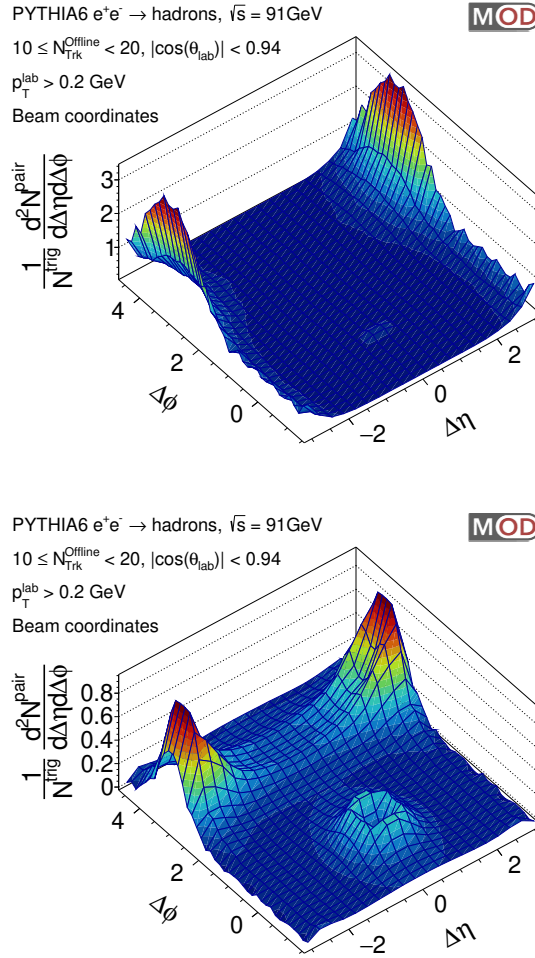 PYTHIA6 e⁺e⁻ → hadrons, √s = 91GeV
MOD
10 ≤ N_Trk^Offline < 20, |cos(θ_lab)| < 0.94
p_T^lab > 0.2 GeV
Beam coordinates
1/N^trig d²N^pair/dΔηdΔϕ
3
2
1
4
2
0
Δϕ
−2
0
2
Δη
PYTHIA6 e⁺e⁻ → hadrons, √s = 91GeV
MOD
10 ≤ N_Trk^Offline < 20, |cos(θ_lab)| < 0.94
p_T^lab > 0.2 GeV
Beam coordinates
1/N^trig d²N^pair/dΔηdΔϕ
0.8
0.6
0.4
0.2
0
4
2
0
Δϕ
−2
0
2
Δη